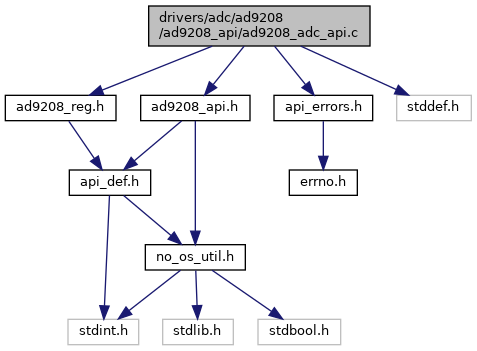 drivers/adc/ad9208
/ad9208_api/ad9208_adc_api.c
ad9208_reg.h
ad9208_api.h
api_errors.h
stddef.h
api_def.h
errno.h
no_os_util.h
stdint.h
stdlib.h
stdbool.h